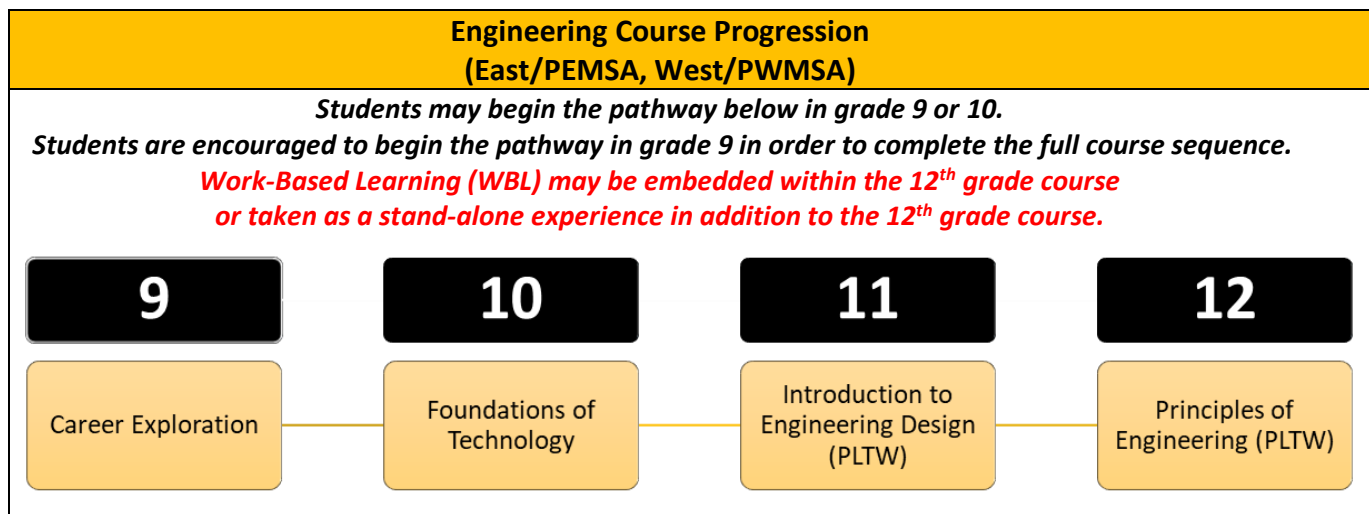 Engineering Course Progression
(East/PEMSA, West/PWMSA)
Students may begin the pathway below in grade 9 or 10.
Students are encouraged to begin the pathway in grade 9 in order to complete the full course sequence.
Work-Based Learning (WBL) may be embedded within the 12th grade course
or taken as a stand-alone experience in addition to the 12th grade course.
9
10
11
12
Career Exploration
Foundations of
Technology
Introduction to
Engineering Design
(PLTW)
Principles of
Engineering (PLTW)